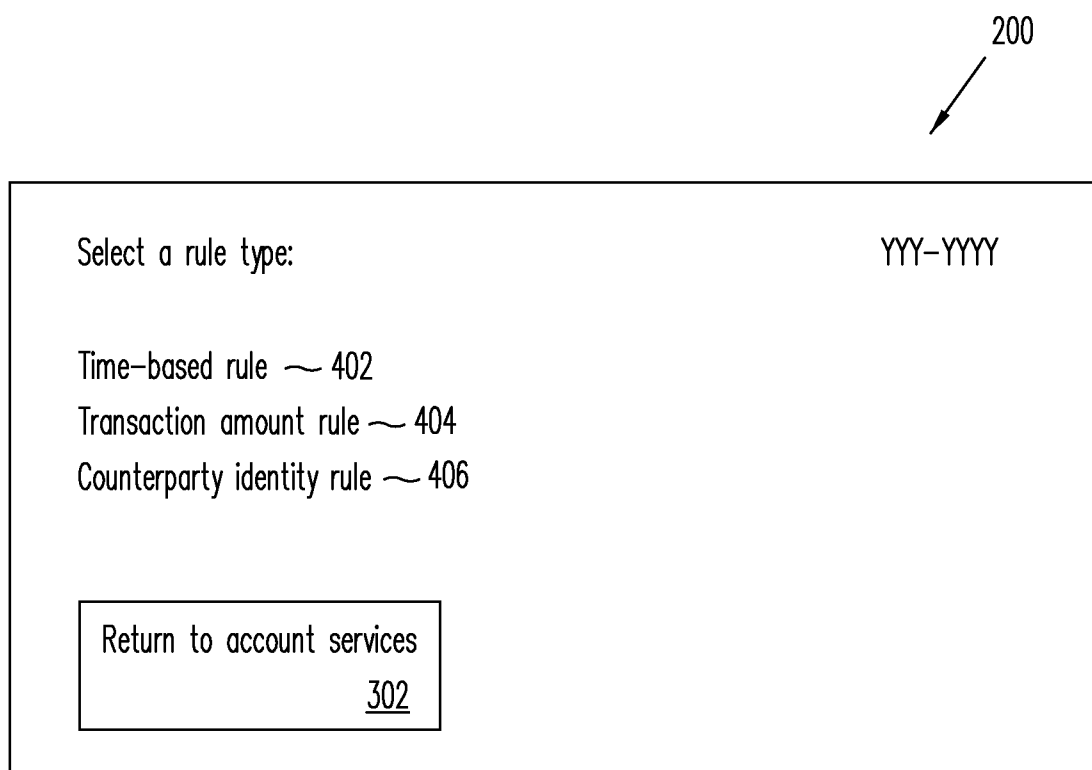 200
Select a rule type: YYY-YYYY
Time-based rule ~ 402
Transaction amount rule ~ 404
Counterparty identity rule ~ 406
Return to account services
302